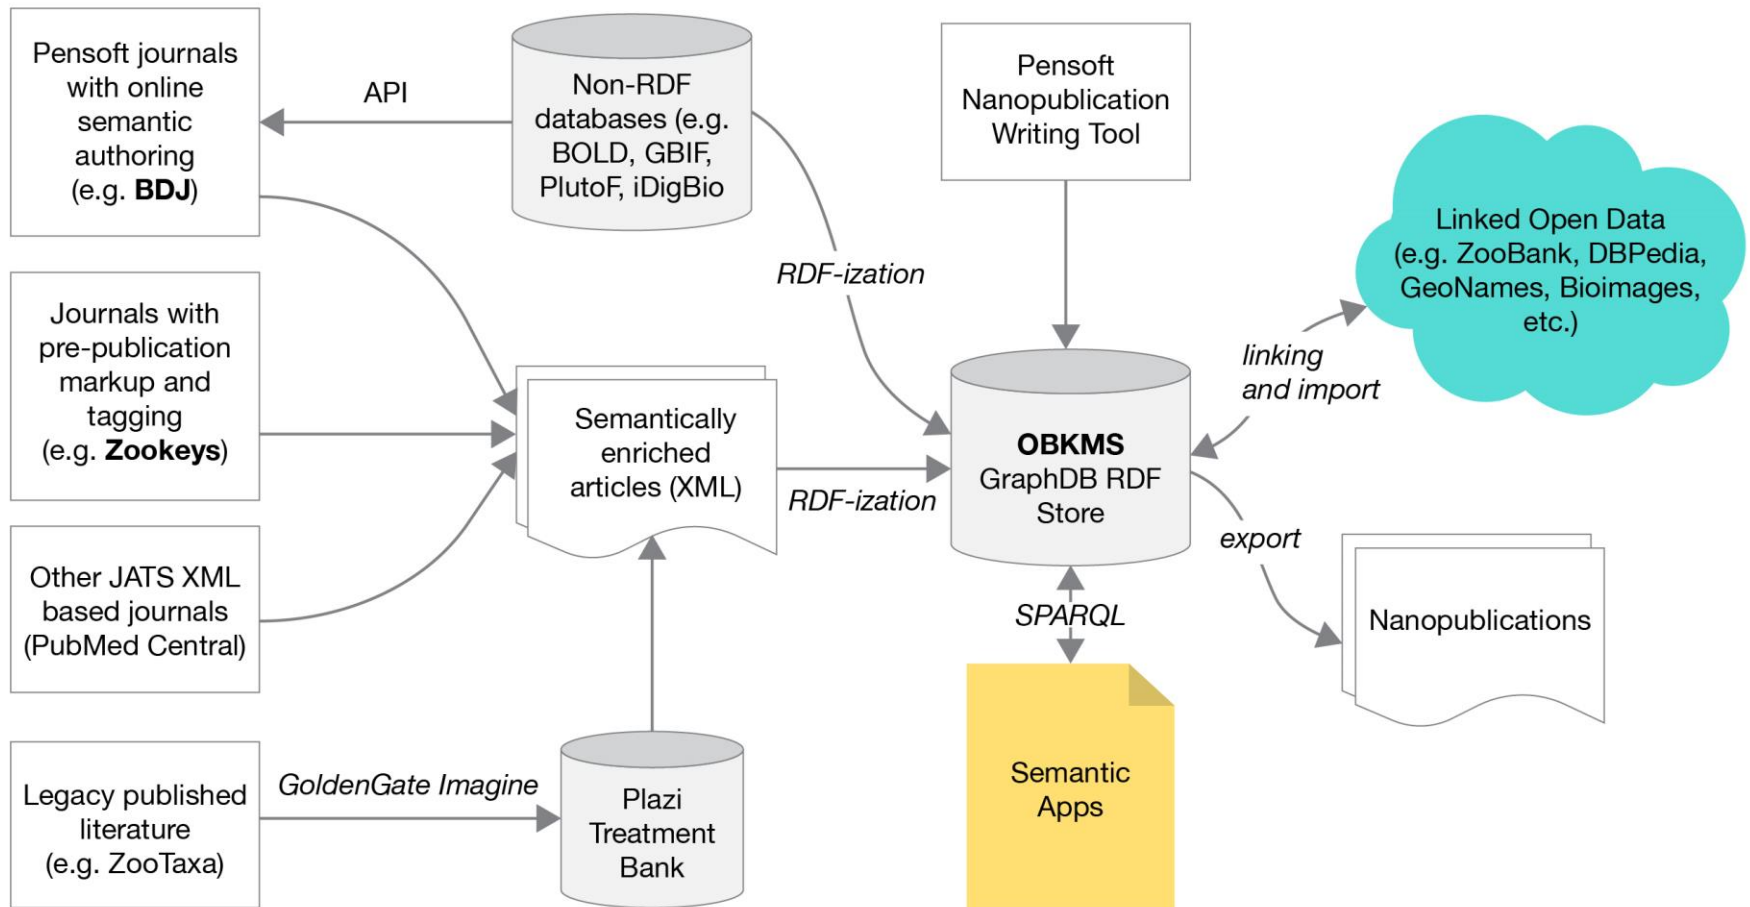 Pensoft journals
with online
semantic
authoring
(e.g. BDJ)
API
Non-RDF
databases (e.g.
BOLD, GBIF,
PlutoF, iDigBio
Pensoft
Nanopublication
Writing Tool
Linked Open Data
(e.g. ZooBank, DBPedia,
GeoNames, Bioimages,
etc.)
RDF-ization
Journals with
pre-publication
markup and
tagging
(e.g. Zookeys)
Semantically
enriched
articles (XML)
RDF-ization
OBKMS
GraphDB RDF
Store
linking
and import
export
Nanopublications
Other JATS XML
based journals
(PubMed Central)
SPARQL
Semantic
Apps
Legacy published
literature
(e.g. ZooTaxa)
GoldenGate Imagine
Plazi
Treatment
Bank